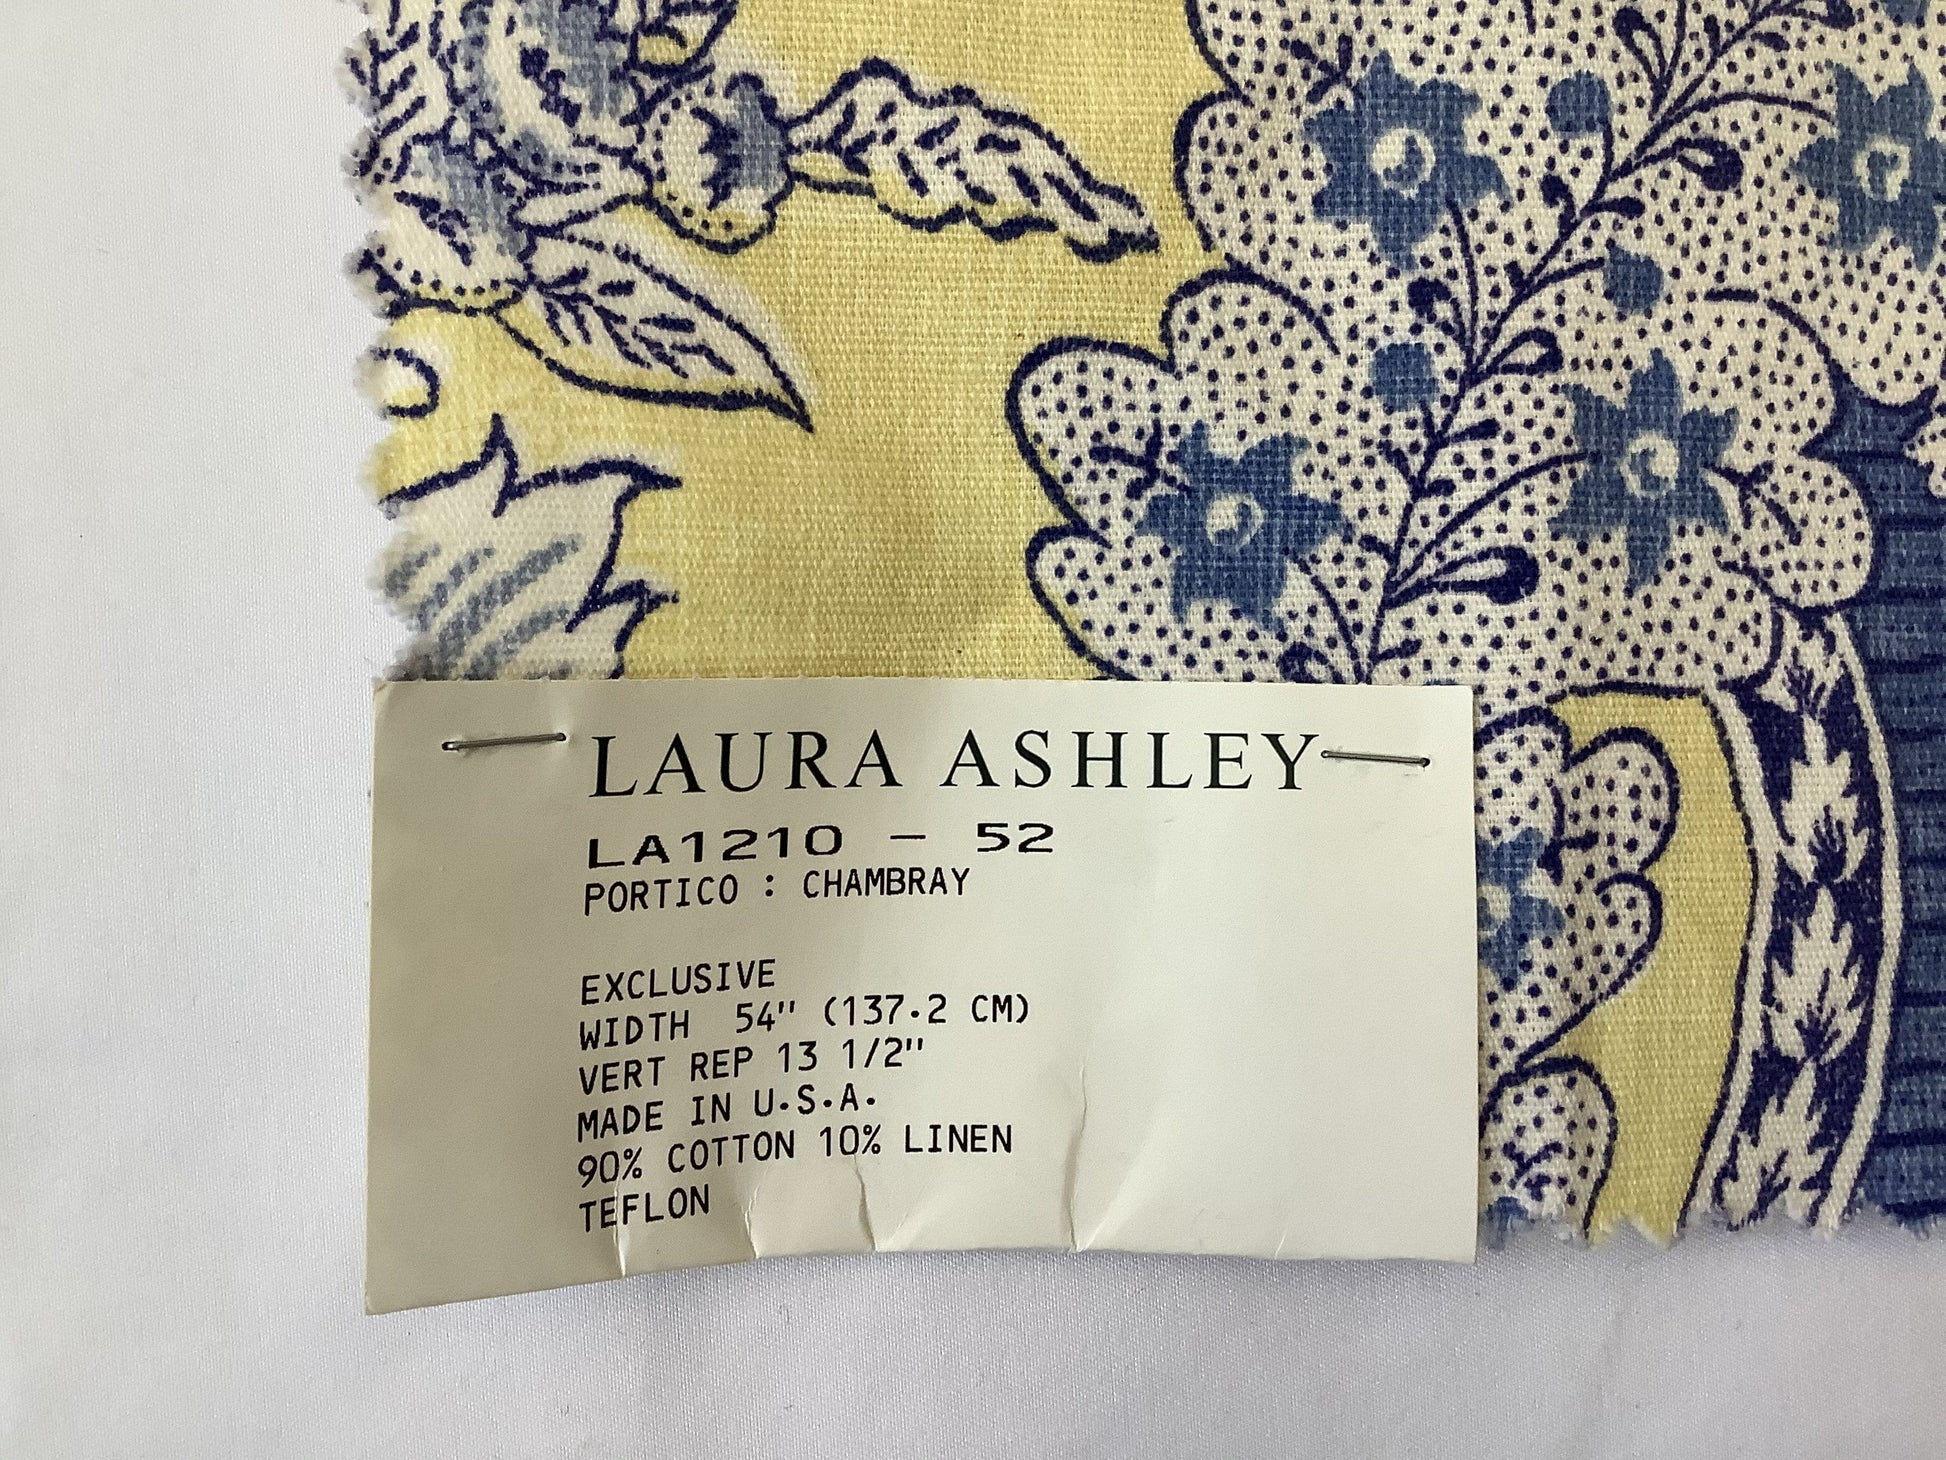 LAURA ASHLEY
LA1210 - 52
PORTICO : CHAMBRAY
EXCLUSIVE
WIDTH 54" (137.2 CM)
VERT REP 13 1/2"
MADE IN U.S.A.
90% COTTON 10% LINEN
TEFLON